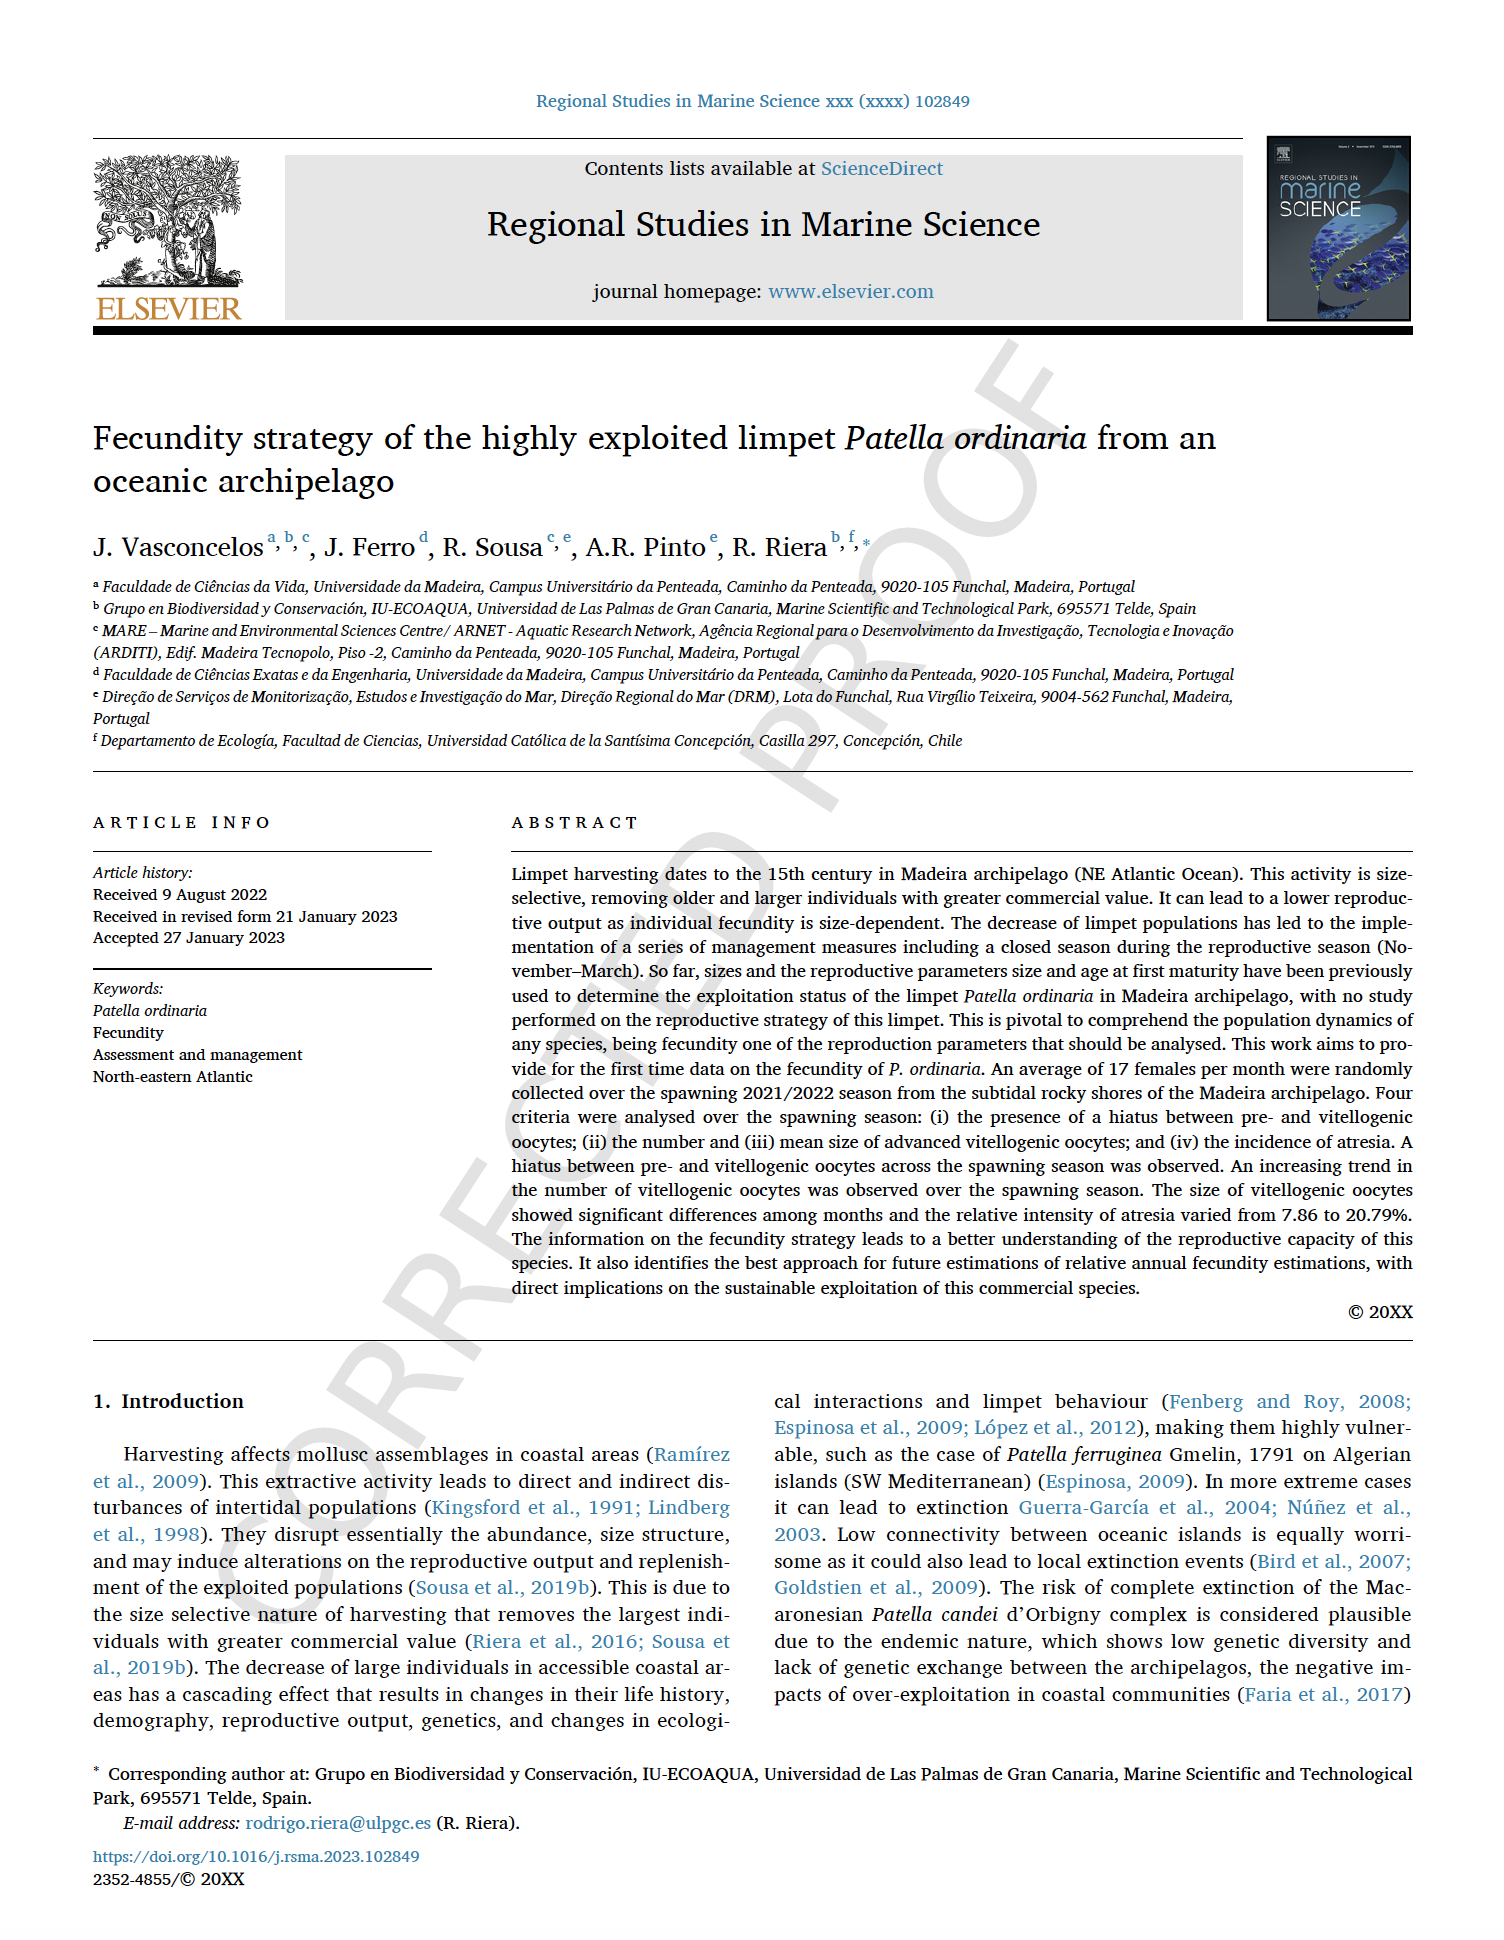 Regional Studies in Marine Science xxx (xxxx) 102849
Contents lists available at ScienceDirect
Regional Studies in Marine Science
journal homepage: www.elsevier.com
NON SOLUS
ELSEVIER
REGIONAL STUDIES IN
marine
SCIENCE
Fecundity strategy of the highly exploited limpet Patella ordinaria from an
oceanic archipelago
J. Vasconcelos a, b, c, J. Ferro d, R. Sousa c, e, A.R. Pinto e, R. Riera b, f, *
a Faculdade de Ciências da Vida, Universidade da Madeira, Campus Universitário da Penteada, Caminho da Penteada, 9020-105 Funchal, Madeira, Portugal
b Grupo en Biodiversidad y Conservación, IU-ECOAQUA, Universidad de Las Palmas de Gran Canaria, Marine Scientific and Technological Park, 695571 Telde, Spain
c MARE – Marine and Environmental Sciences Centre/ ARNET - Aquatic Research Network, Agência Regional para o Desenvolvimento da Investigação, Tecnologia e Inovação
(ARDITI), Edif. Madeira Tecnopolo, Piso -2, Caminho da Penteada, 9020-105 Funchal, Madeira, Portugal
d Faculdade de Ciências Exatas e da Engenharia, Universidade da Madeira, Campus Universitário da Penteada, Caminho da Penteada, 9020-105 Funchal, Madeira, Portugal
e Direção de Serviços de Monitorização, Estudos e Investigação do Mar, Direção Regional do Mar (DRM), Lota do Funchal, Rua Virgílio Teixeira, 9004-562 Funchal, Madeira,
Portugal
f Departamento de Ecología, Facultad de Ciencias, Universidad Católica de la Santísima Concepción, Casilla 297, Concepción, Chile
ARTICLE INFO
Article history:
Received 9 August 2022
Received in revised form 21 January 2023
Accepted 27 January 2023
Keywords:
Patella ordinaria
Fecundity
Assessment and management
North-eastern Atlantic
ABSTRACT
Limpet harvesting dates to the 15th century in Madeira archipelago (NE Atlantic Ocean). This activity is size-
selective, removing older and larger individuals with greater commercial value. It can lead to a lower reproduc-
tive output as individual fecundity is size-dependent. The decrease of limpet populations has led to the imple-
mentation of a series of management measures including a closed season during the reproductive season (No-
vember–March). So far, sizes and the reproductive parameters size and age at first maturity have been previously
used to determine the exploitation status of the limpet Patella ordinaria in Madeira archipelago, with no study
performed on the reproductive strategy of this limpet. This is pivotal to comprehend the population dynamics of
any species, being fecundity one of the reproduction parameters that should be analysed. This work aims to pro-
vide for the first time data on the fecundity of P. ordinaria. An average of 17 females per month were randomly
collected over the spawning 2021/2022 season from the subtidal rocky shores of the Madeira archipelago. Four
criteria were analysed over the spawning season: (i) the presence of a hiatus between pre- and vitellogenic
oocytes; (ii) the number and (iii) mean size of advanced vitellogenic oocytes; and (iv) the incidence of atresia. A
hiatus between pre- and vitellogenic oocytes across the spawning season was observed. An increasing trend in
the number of vitellogenic oocytes was observed over the spawning season. The size of vitellogenic oocytes
showed significant differences among months and the relative intensity of atresia varied from 7.86 to 20.79%.
The information on the fecundity strategy leads to a better understanding of the reproductive capacity of this
species. It also identifies the best approach for future estimations of relative annual fecundity estimations, with
direct implications on the sustainable exploitation of this commercial species.
© 20XX
1. Introduction
Harvesting affects mollusc assemblages in coastal areas (Ramírez
et al., 2009). This extractive activity leads to direct and indirect dis-
turbances of intertidal populations (Kingsford et al., 1991; Lindberg
et al., 1998). They disrupt essentially the abundance, size structure,
and may induce alterations on the reproductive output and replenish-
ment of the exploited populations (Sousa et al., 2019b). This is due to
the size selective nature of harvesting that removes the largest indi-
viduals with greater commercial value (Riera et al., 2016; Sousa et
al., 2019b). The decrease of large individuals in accessible coastal ar-
eas has a cascading effect that results in changes in their life history,
demography, reproductive output, genetics, and changes in ecologi-
cal interactions and limpet behaviour (Fenberg and Roy, 2008;
Espinosa et al., 2009; López et al., 2012), making them highly vulner-
able, such as the case of Patella ferruginea Gmelin, 1791 on Algerian
islands (SW Mediterranean) (Espinosa, 2009). In more extreme cases
it can lead to extinction Guerra-García et al., 2004; Núñez et al.,
2003. Low connectivity between oceanic islands is equally worri-
some as it could also lead to local extinction events (Bird et al., 2007;
Goldstien et al., 2009). The risk of complete extinction of the Mac-
aronesian Patella candei d'Orbigny complex is considered plausible
due to the endemic nature, which shows low genetic diversity and
lack of genetic exchange between the archipelagos, the negative im-
pacts of over-exploitation in coastal communities (Faria et al., 2017)
* Corresponding author at: Grupo en Biodiversidad y Conservación, IU-ECOAQUA, Universidad de Las Palmas de Gran Canaria, Marine Scientific and Technological
Park, 695571 Telde, Spain.
E-mail address: rodrigo.riera@ulpgc.es (R. Riera).
https://doi.org/10.1016/j.rsma.2023.102849
2352-4855/© 20XX
CORRECTED PROOF